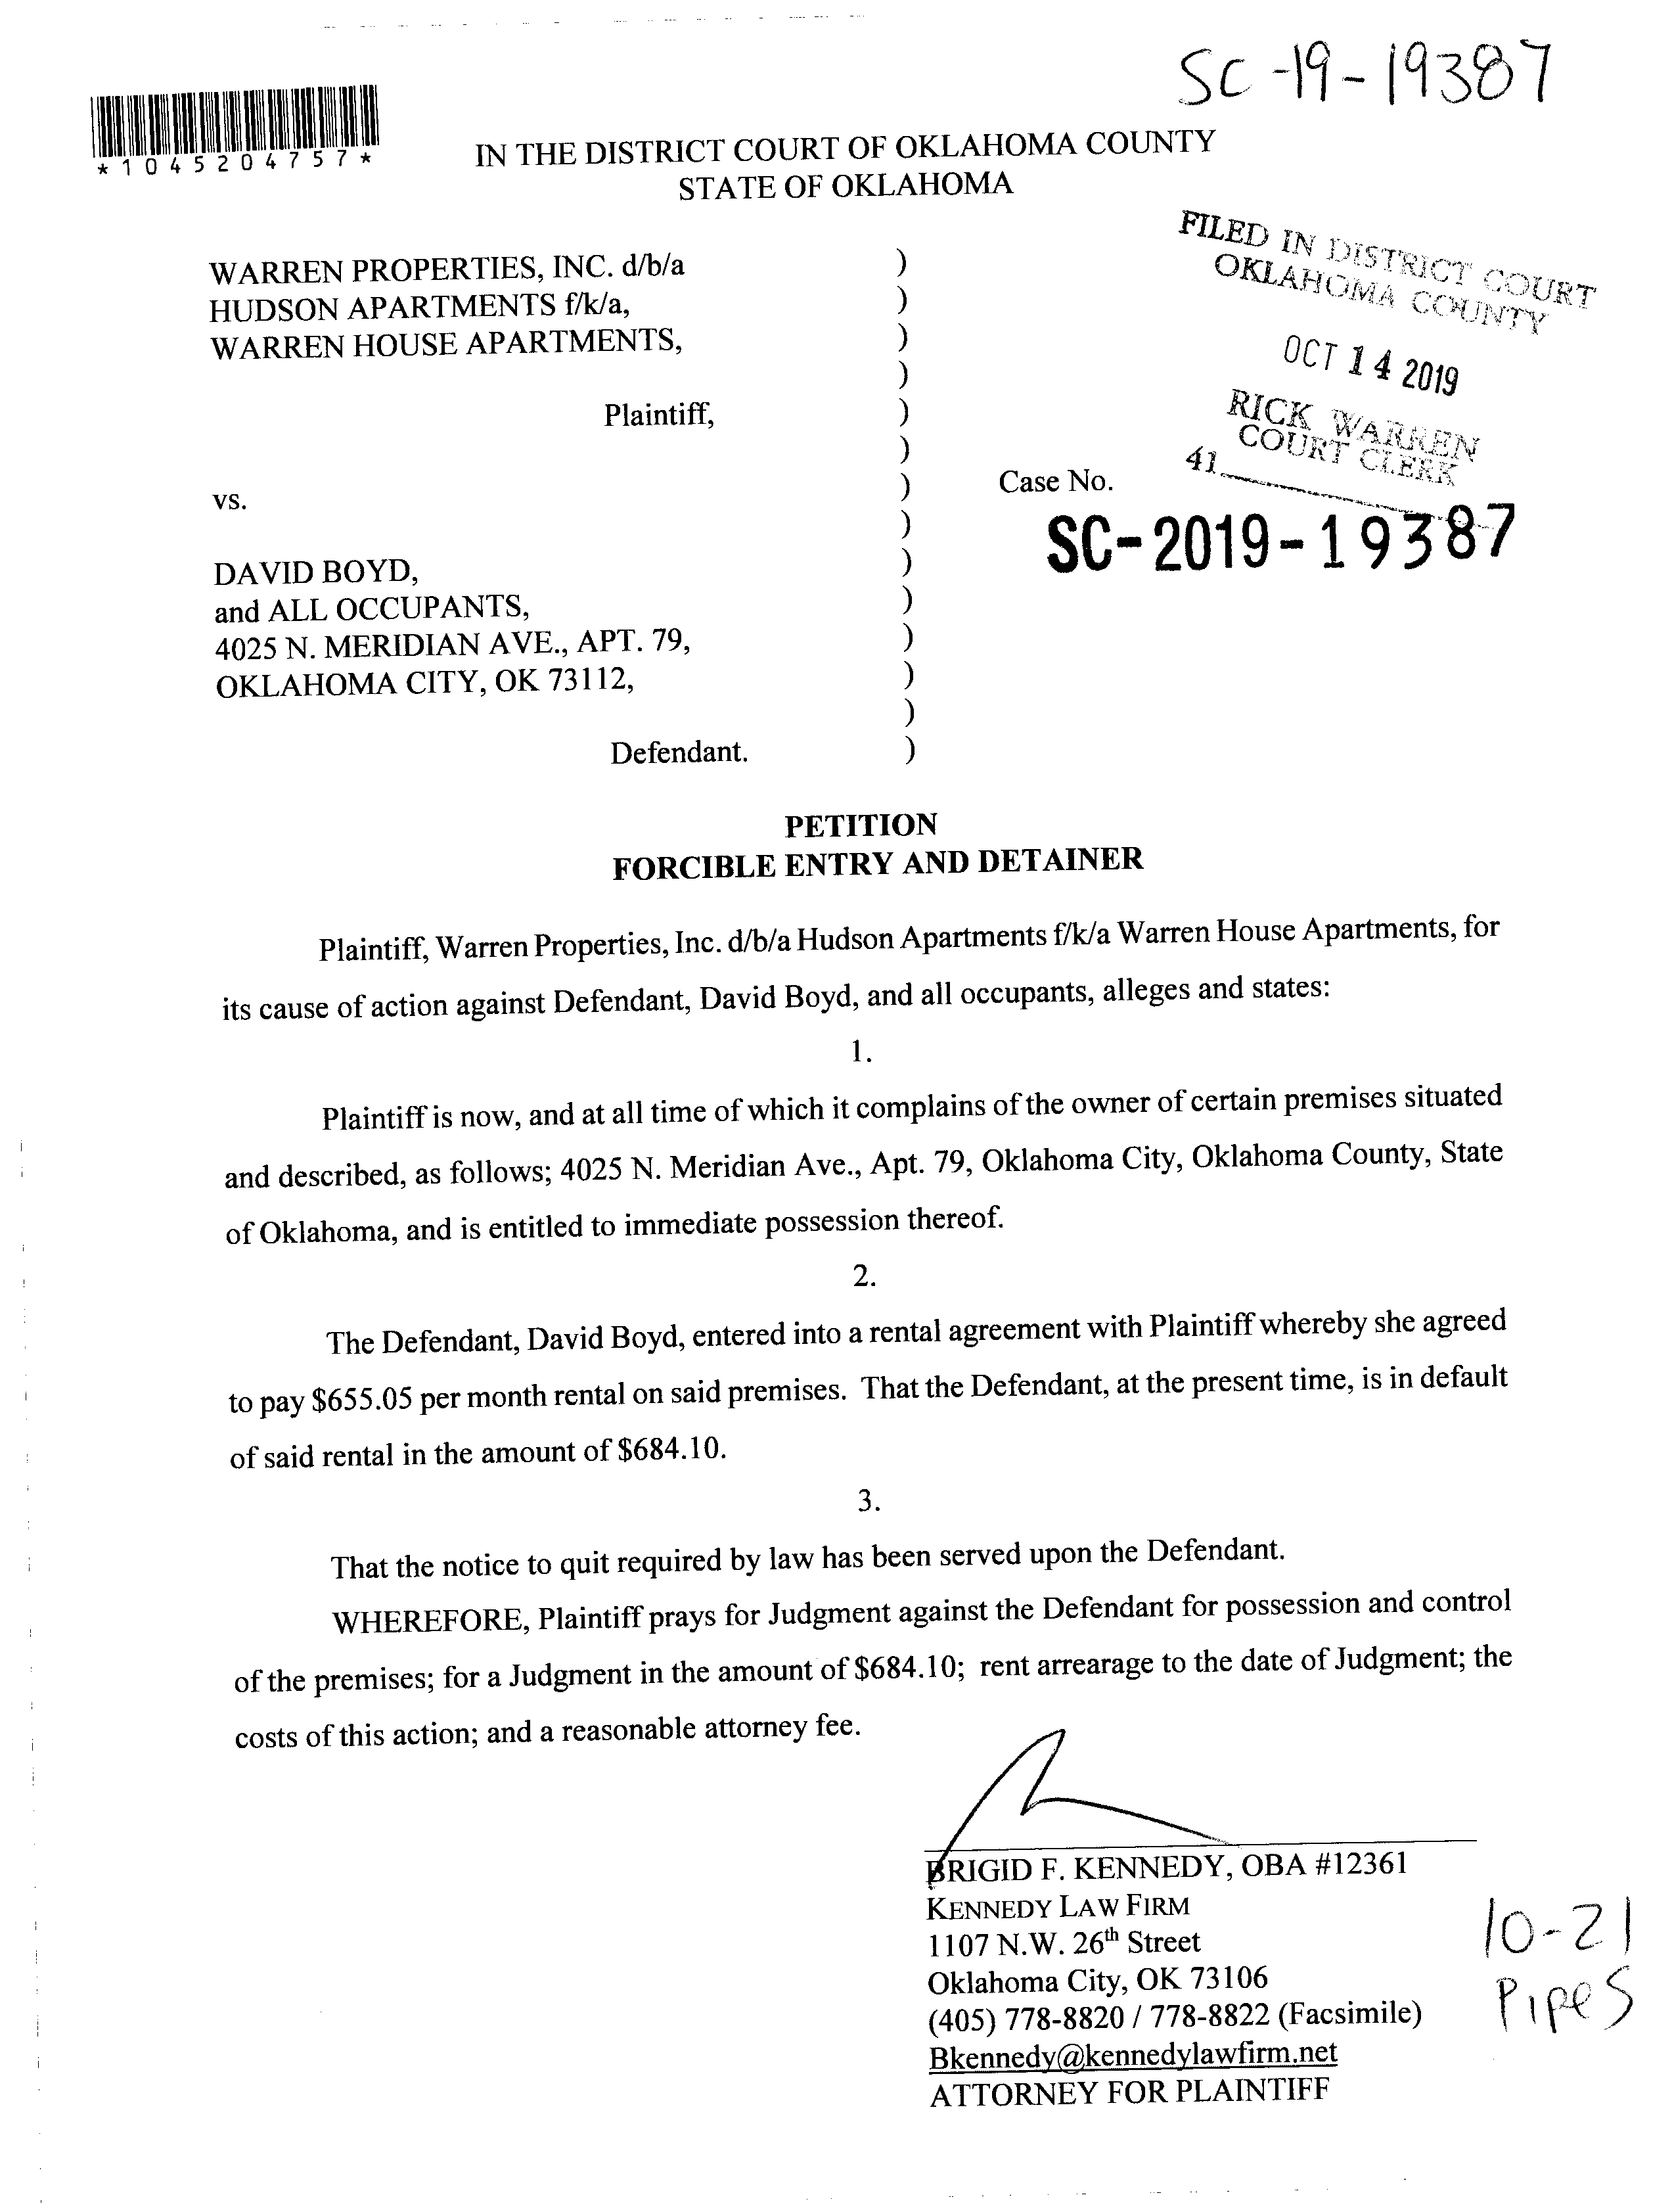 SC-19-19387
*1045204757*
IN THE DISTRICT COURT OF OKLAHOMA COUNTY
STATE OF OKLAHOMA
FILED IN DISTRICT COURT
OKLAHOMA COUNTY
OCT 14 2019
RICK WARREN
COURT CLERK
41
WARREN PROPERTIES, INC. d/b/a )
HUDSON APARTMENTS f/k/a, )
WARREN HOUSE APARTMENTS, )
)
Plaintiff, )
)
vs. )
)
DAVID BOYD, )
and ALL OCCUPANTS, )
4025 N. MERIDIAN AVE., APT. 79, )
OKLAHOMA CITY, OK 73112, )
)
Defendant. )
Case No.
SC-2019-19387
PETITION
FORCIBLE ENTRY AND DETAINER
Plaintiff, Warren Properties, Inc. d/b/a Hudson Apartments f/k/a Warren House Apartments, for
its cause of action against Defendant, David Boyd, and all occupants, alleges and states:
1.
Plaintiff is now, and at all time of which it complains of the owner of certain premises situated
and described, as follows; 4025 N. Meridian Ave., Apt. 79, Oklahoma City, Oklahoma County, State
of Oklahoma, and is entitled to immediate possession thereof.
2.
The Defendant, David Boyd, entered into a rental agreement with Plaintiff whereby she agreed
to pay $655.05 per month rental on said premises. That the Defendant, at the present time, is in default
of said rental in the amount of $684.10.
3.
That the notice to quit required by law has been served upon the Defendant.
WHEREFORE, Plaintiff prays for Judgment against the Defendant for possession and control
of the premises; for a Judgment in the amount of $684.10; rent arrearage to the date of Judgment; the
costs of this action; and a reasonable attorney fee.
BRIGID F. KENNEDY, OBA #12361
KENNEDY LAW FIRM
1107 N.W. 26th Street
Oklahoma City, OK 73106
(405) 778-8820 / 778-8822 (Facsimile)
Bkennedy@kennedylawfirm.net
ATTORNEY FOR PLAINTIFF
10-21
Pipes